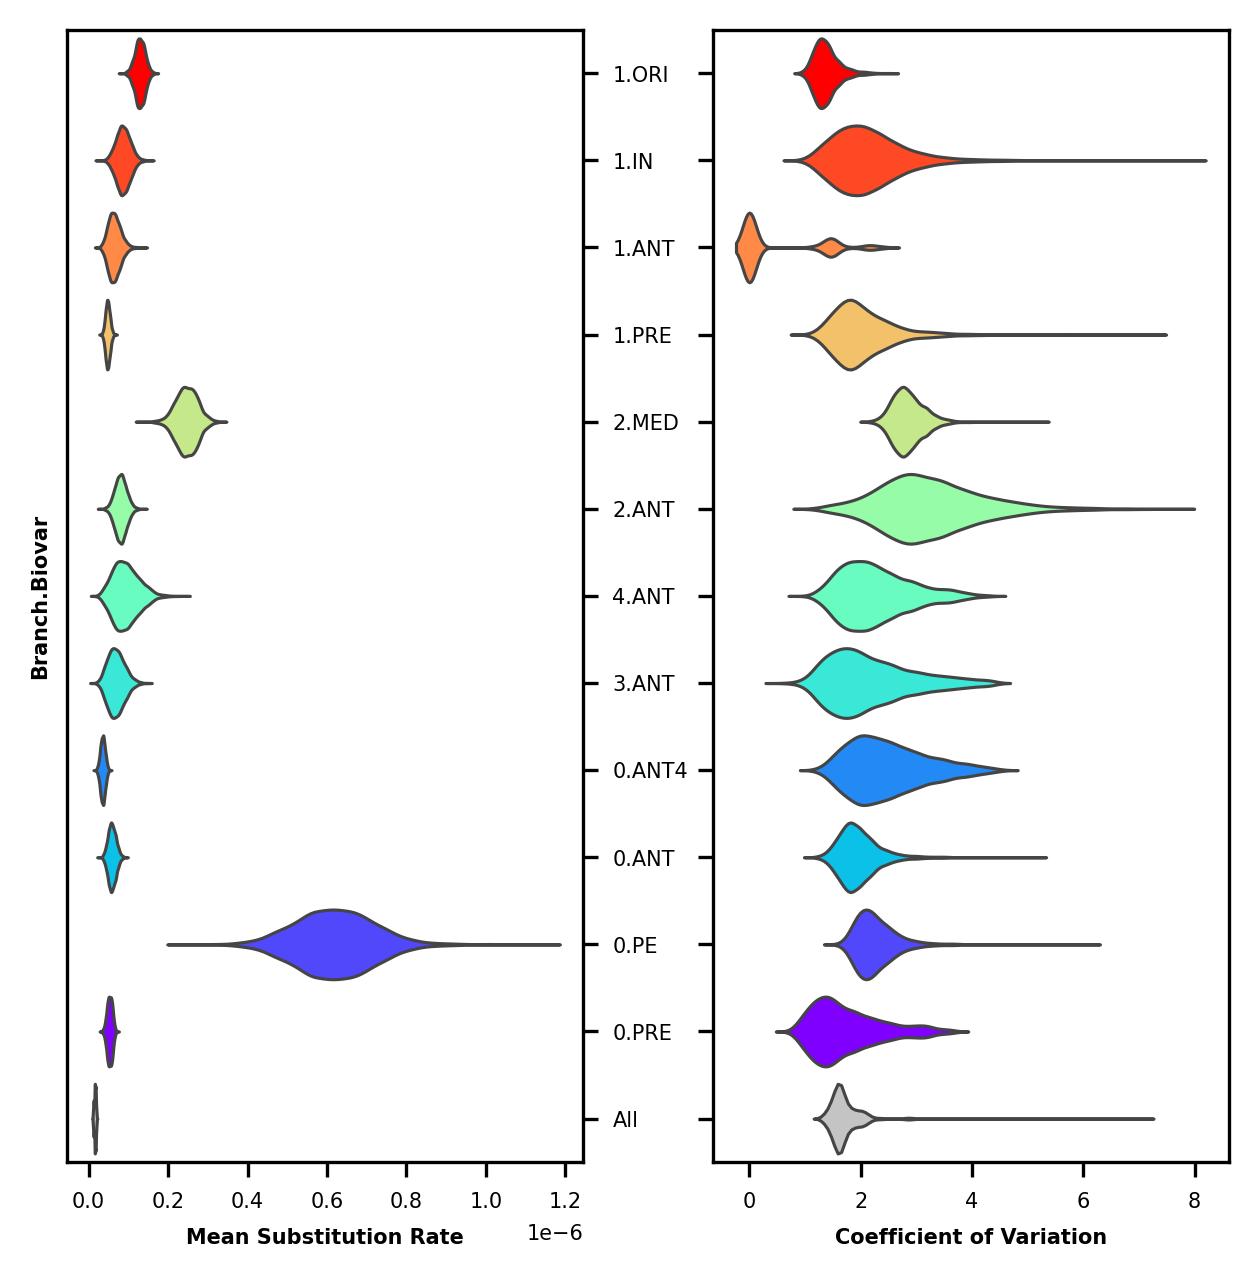 Branch.Biovar
1.ORI
1.IN
1.ANT
1.PRE
2.MED
2.ANT
4.ANT
3.ANT
0.ANT4
0.ANT
0.PE
0.PRE
All
0.0 0.2 0.4 0.6 0.8 1.0 1.2
1e−6
Mean Substitution Rate
0 2 4 6 8
Coefficient of Variation